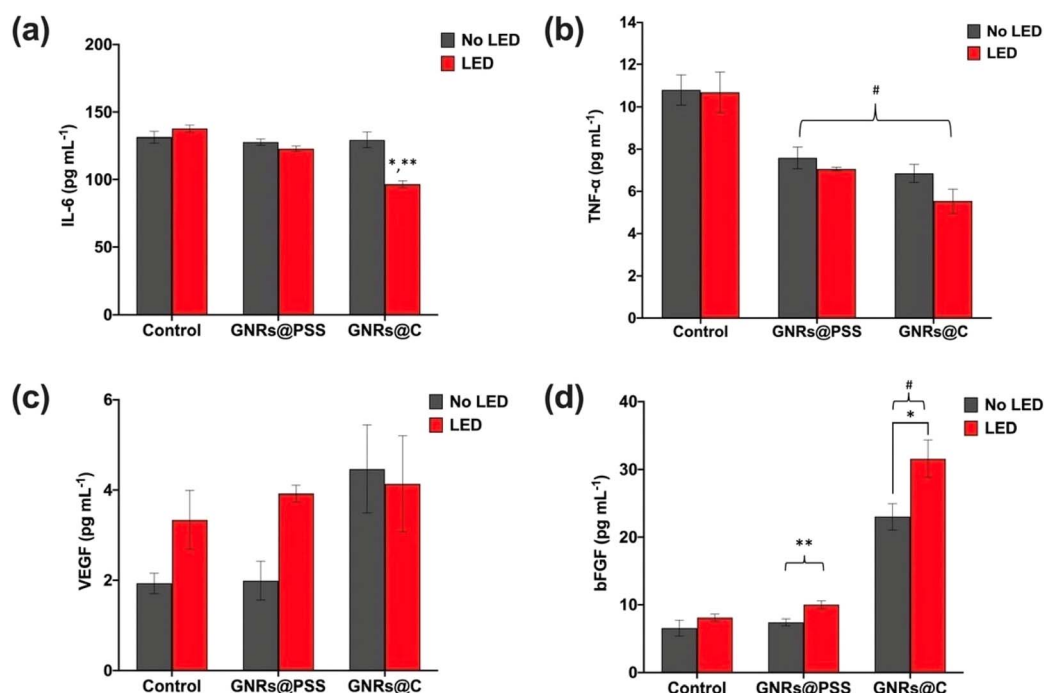 (a)
No LED
LED
IL-6 (pg mL⁻¹)
200
150
100
50
0
*,**
Control GNRs@PSS GNRs@C
(b)
No LED
LED
TNF-α (pg mL⁻¹)
14
12
10
8
6
4
2
0
#
Control GNRs@PSS GNRs@C
(c)
No LED
LED
VEGF (pg mL⁻¹)
6
4
2
0
Control GNRs@PSS GNRs@C
(d)
No LED
LED
bFGF (pg mL⁻¹)
40
30
20
10
0
**
#
*
Control GNRs@PSS GNRs@C